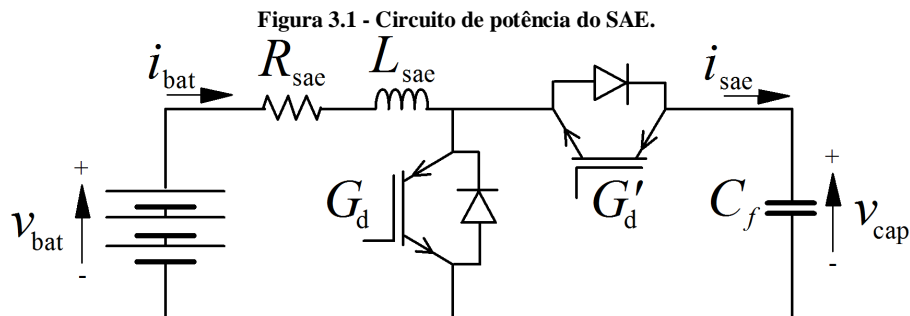 Figura 3.1 - Circuito de potência do SAE.
i_bat R_sae L_sae i_sae
+ +
v_bat G_d G'_d C_f v_cap
- -